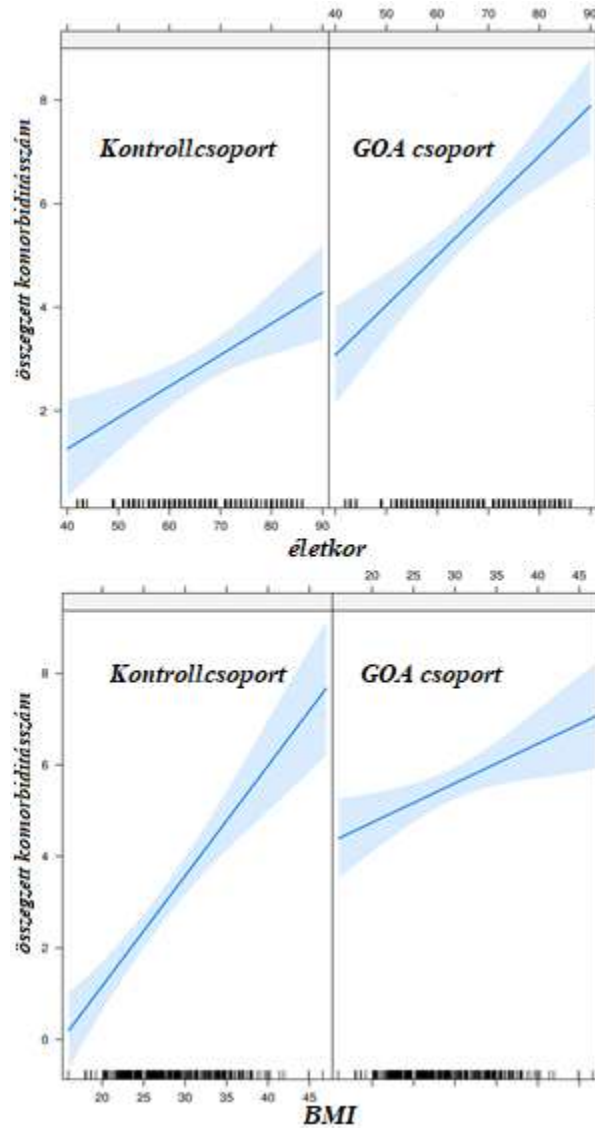 40 50 60 70 80 90
összegzett komorbiditásszám
8
6
4
2
Kontrollcsoport
GOA csoport
40 50 60 70 80 90
életkor
20 25 30 35 40 45
összegzett komorbiditásszám
8
6
4
2
0
Kontrollcsoport
GOA csoport
20 25 30 35 40 45
BMI